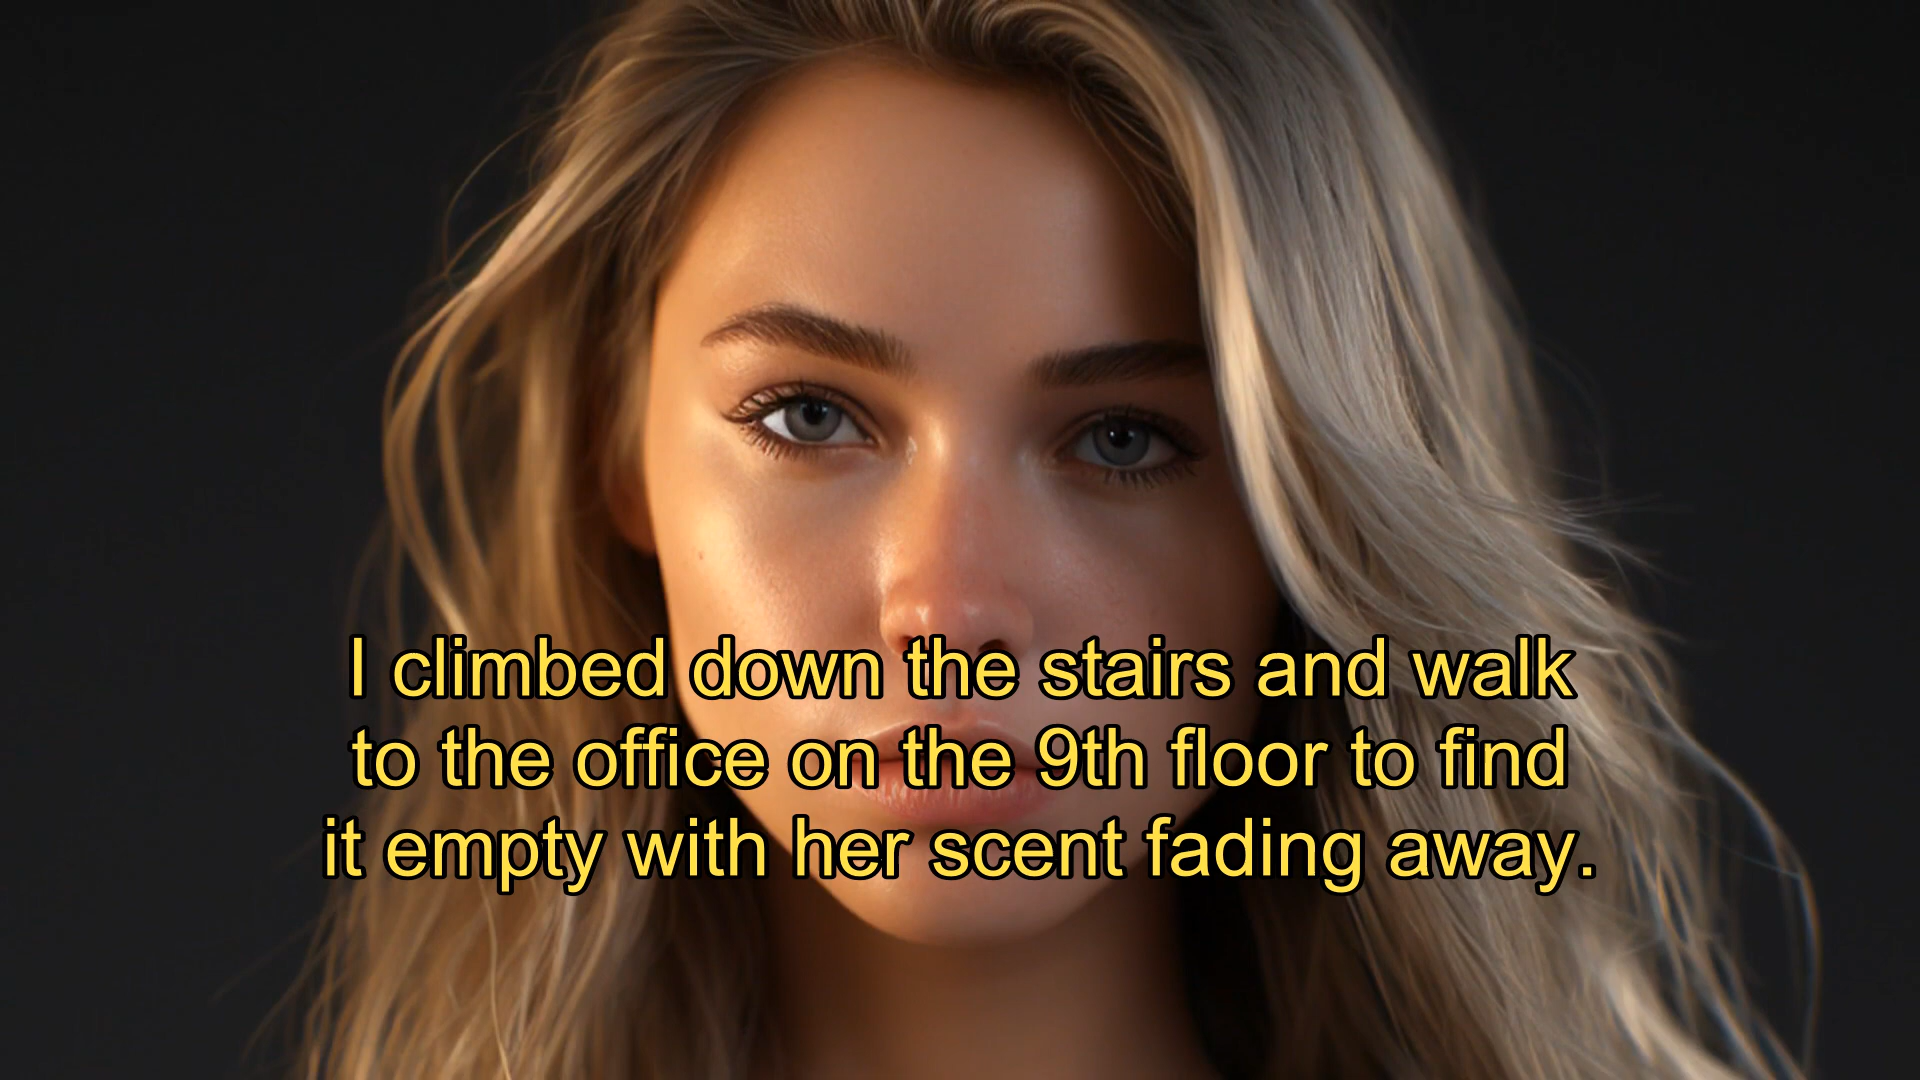 I climbed down the stairs and walk
to the office on the 9th floor to find
it empty with her scent fading away.